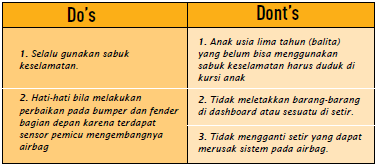 Do's
Dont's
1. Selalu gunakan sabuk
keselamatan.
1. Anak usia lima tahun (balita)
yang belum bisa menggunakan
sabuk keselamatan harus duduk di
kursi anak
2. Hati-hati bila melakukan
perbaikan pada bumper dan fender
bagian depan karena terdapat
sensor pemicu mengembangnya
airbag
2. Tidak meletakkan barang-barang
di dashboard atau sesuatu di setir.
3. Tidak mengganti setir yang dapat
merusak sistem pada airbag.